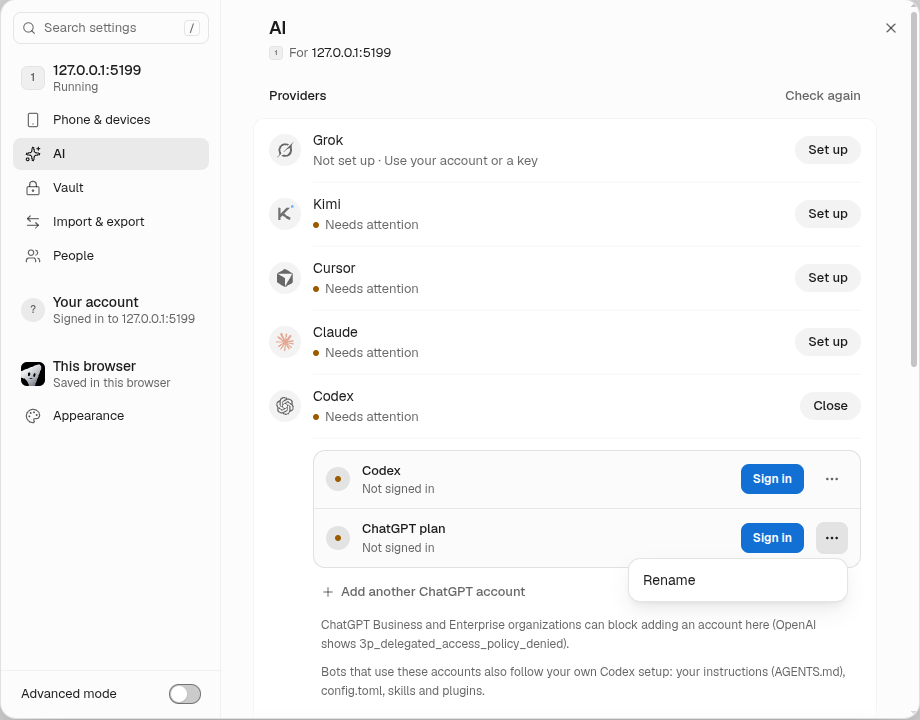 Search settings
/
1
127.0.0.1:5199
Running
Phone & devices
AI
Vault
Import & export
People
?
Your account
Signed in to 127.0.0.1:5199
This browser
Saved in this browser
Appearance
Advanced mode
AI
1
For 127.0.0.1:5199
Providers
Check again
Grok
Not set up · Use your account or a key
Set up
Kimi
Needs attention
Set up
Cursor
Needs attention
Set up
Claude
Needs attention
Set up
Codex
Needs attention
Close
Codex
Not signed in
Sign in
ChatGPT plan
Not signed in
Sign in
Rename
Add another ChatGPT account
ChatGPT Business and Enterprise organizations can block adding an account here (OpenAI
shows 3p_delegated_access_policy_denied).
Bots that use these accounts also follow your own Codex setup: your instructions (AGENTS.md),
config.toml, skills and plugins.